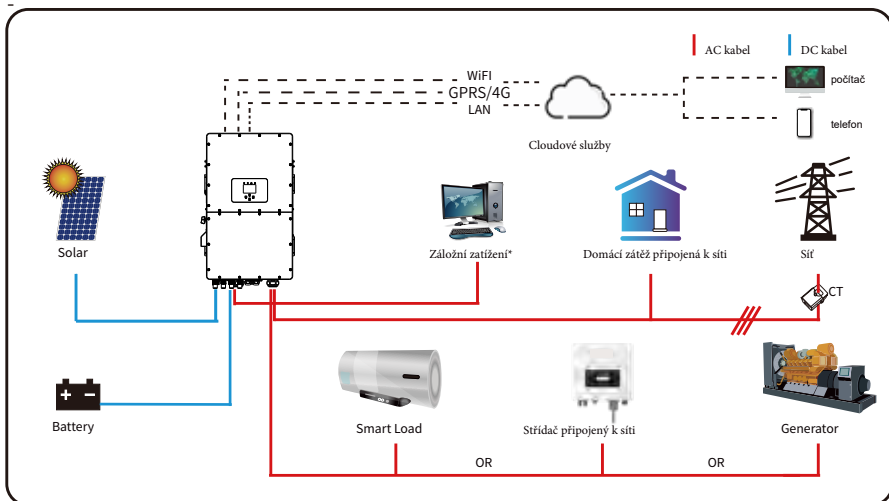 AC kabel
DC kabel
WiFI
GPRS/4G
LAN
počítač
telefon
Cloudové služby
Solar
Záložní zatížení*
Domácí zátěž připojená k síti
Síť
CT
Battery
Smart Load
Střídač připojený k síti
Generator
OR
OR